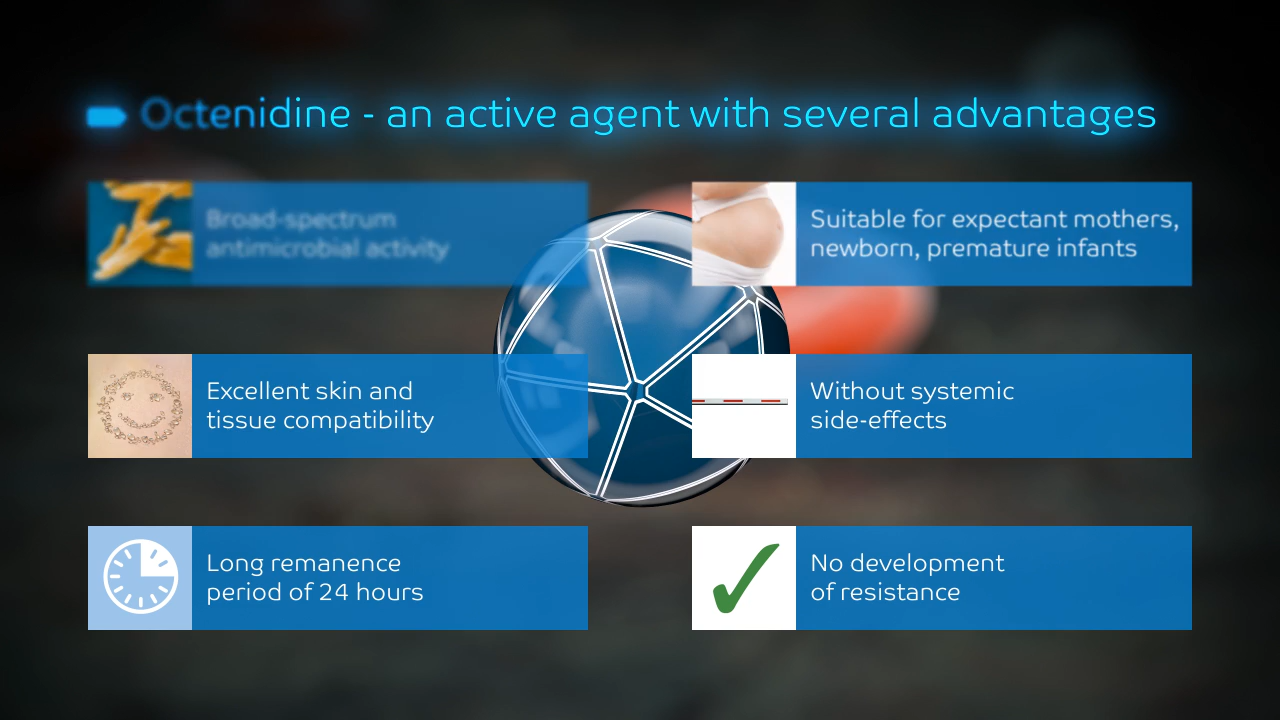 Octenidine - an active agent with several advantages
Broad-spectrum
antimicrobial activity
Suitable for expectant mothers,
newborn, premature infants
Excellent skin and
tissue compatibility
Without systemic
side-effects
Long remanence
period of 24 hours
No development
of resistance